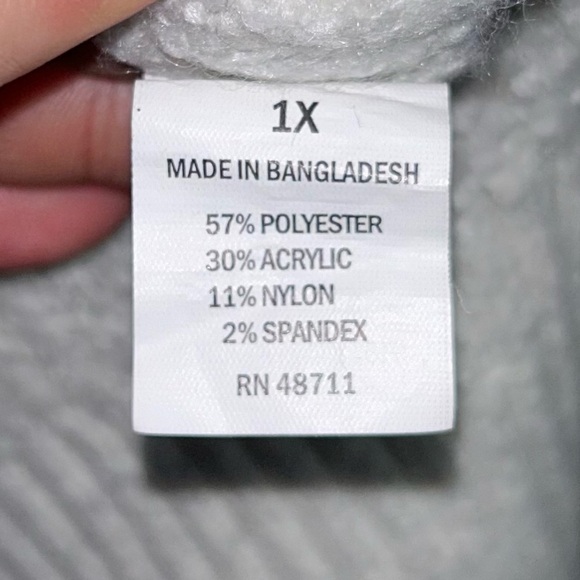 1X
MADE IN BANGLADESH
57% POLYESTER
30% ACRYLIC
11% NYLON
2% SPANDEX
RN 48711